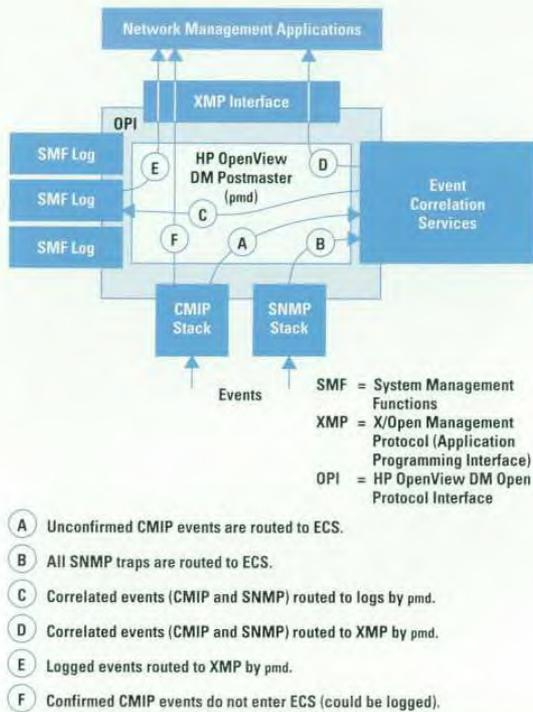 Network Management Applications
XMP Interface
OPI
SMF Log
SMF Log
SMF Log
E
HP OpenView
DM Postmaster
(pmd)
D
C
F
A
B
Event
Correlation
Services
CMIP
Stack
SNMP
Stack
Events
SMF = System Management
Functions
XMP = X/Open Management
Protocol (Application
Programming Interface)
OPI = HP OpenView DM Open
Protocol Interface
A Unconfirmed CMIP events are routed to ECS.
B All SNMP traps are routed to ECS.
C Correlated events (CMIP and SNMP) routed to logs by pmd.
D Correlated events (CMIP and SNMP) routed to XMP by pmd.
E Logged events routed to XMP by pmd.
F Confirmed CMIP events do not enter ECS (could be logged).